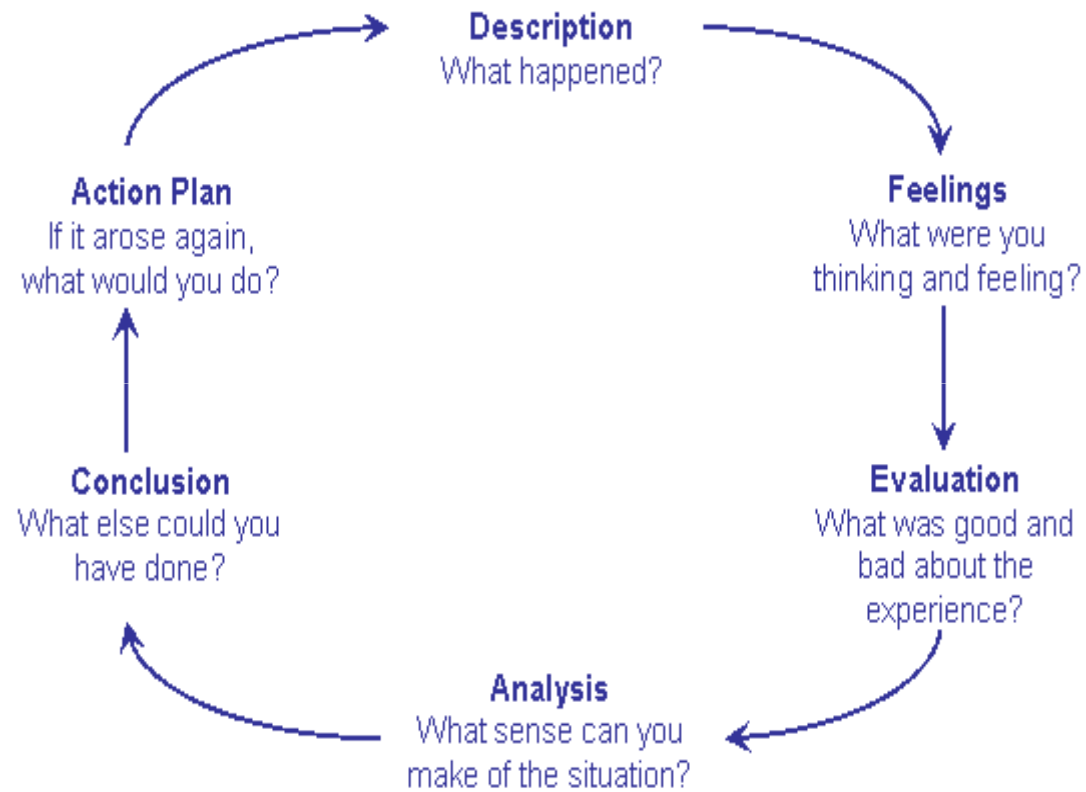 Description
What happened?
Feelings
What were you
thinking and feeling?
Evaluation
What was good and
bad about the
experience?
Analysis
What sense can you
make of the situation?
Conclusion
What else could you
have done?
Action Plan
If it arose again,
what would you do?